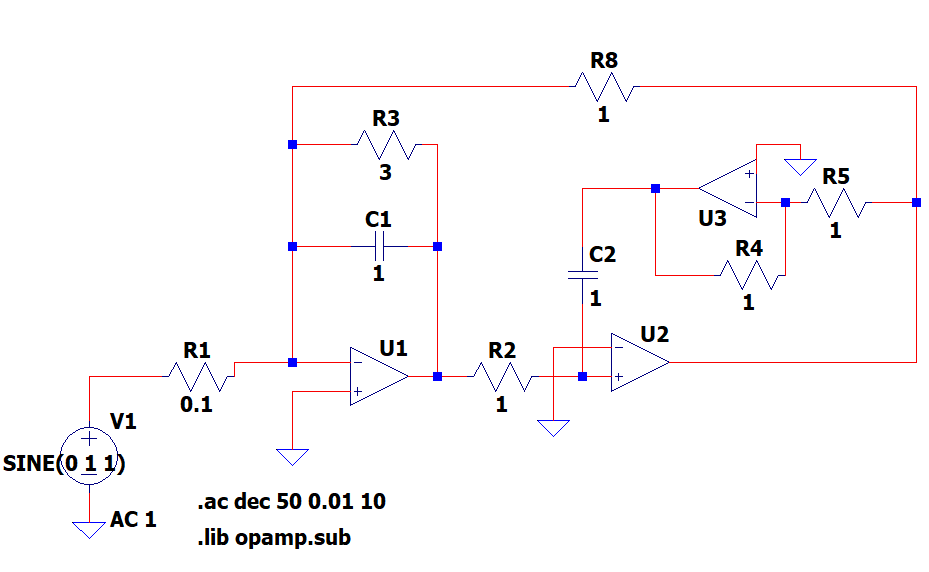 R8
1
R3
3
R5
1
U3
R4
1
C1
1
C2
1
U2
U1
R1
0.1
R2
1
V1
SINE(0 1 1)
AC 1
.ac dec 50 0.01 10
.lib opamp.sub